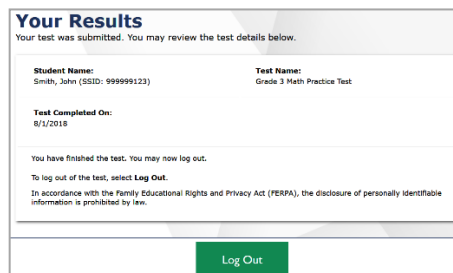 Your Results
Your test was submitted. You may review the test details below.
Student Name:
Smith, John (SSID: 999999123)
Test Name:
Grade 3 Math Practice Test
Test Completed On:
8/1/2018
You have finished the test. You may now log out.
To log out of the test, select Log Out.
In accordance with the Family Educational Rights and Privacy Act (FERPA), the disclosure of personally identifiable
information is prohibited by law.
Log Out